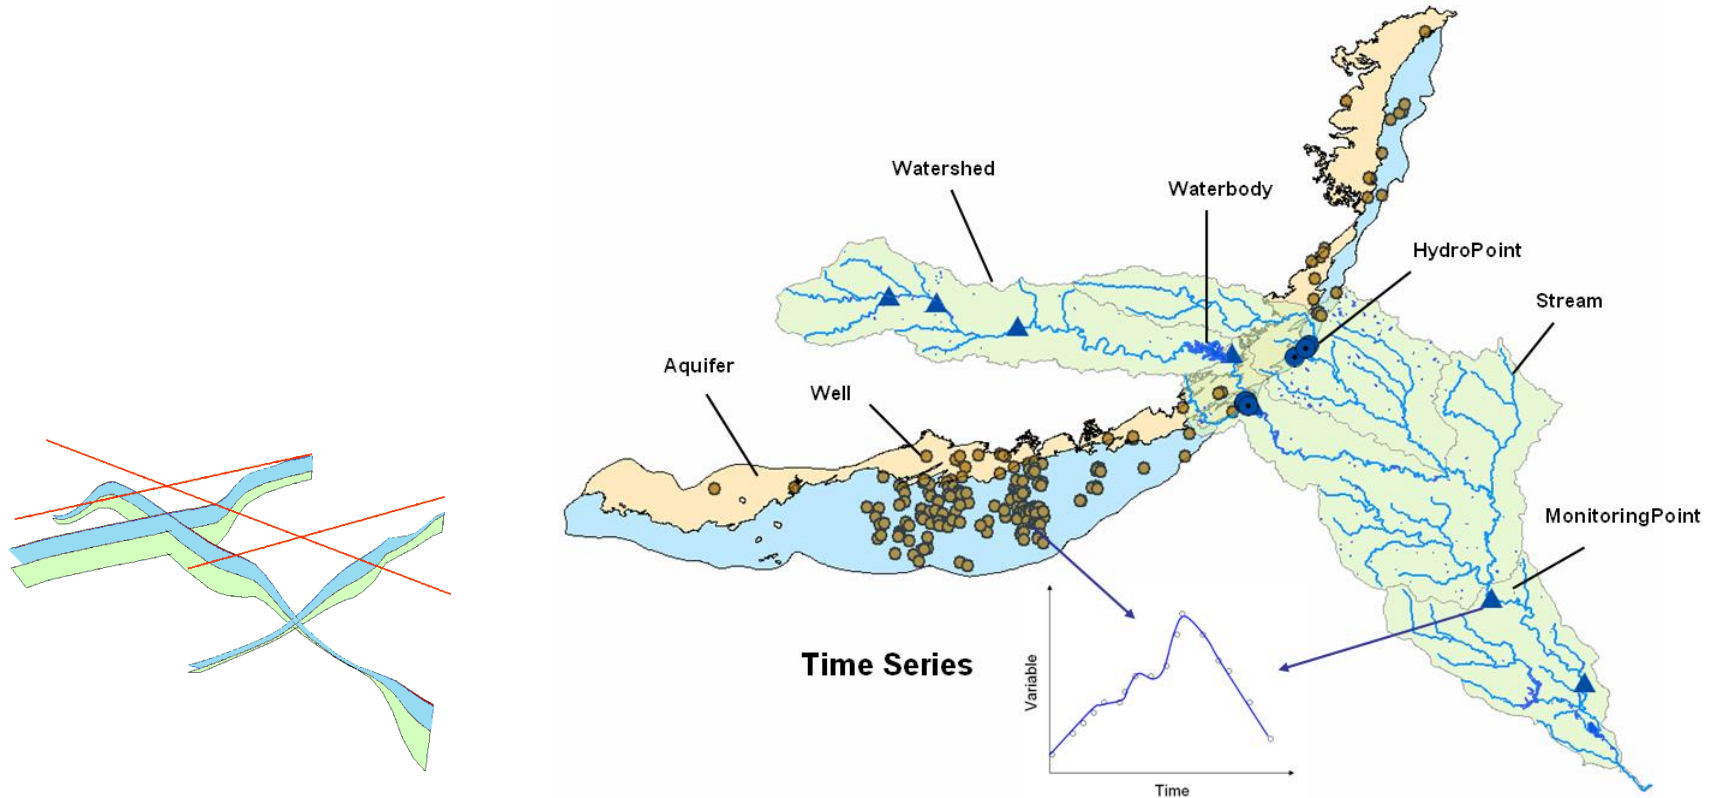 Watershed
Waterbody
HydroPoint
Stream
Aquifer
Well
MonitoringPoint
Time Series
Variable
Time